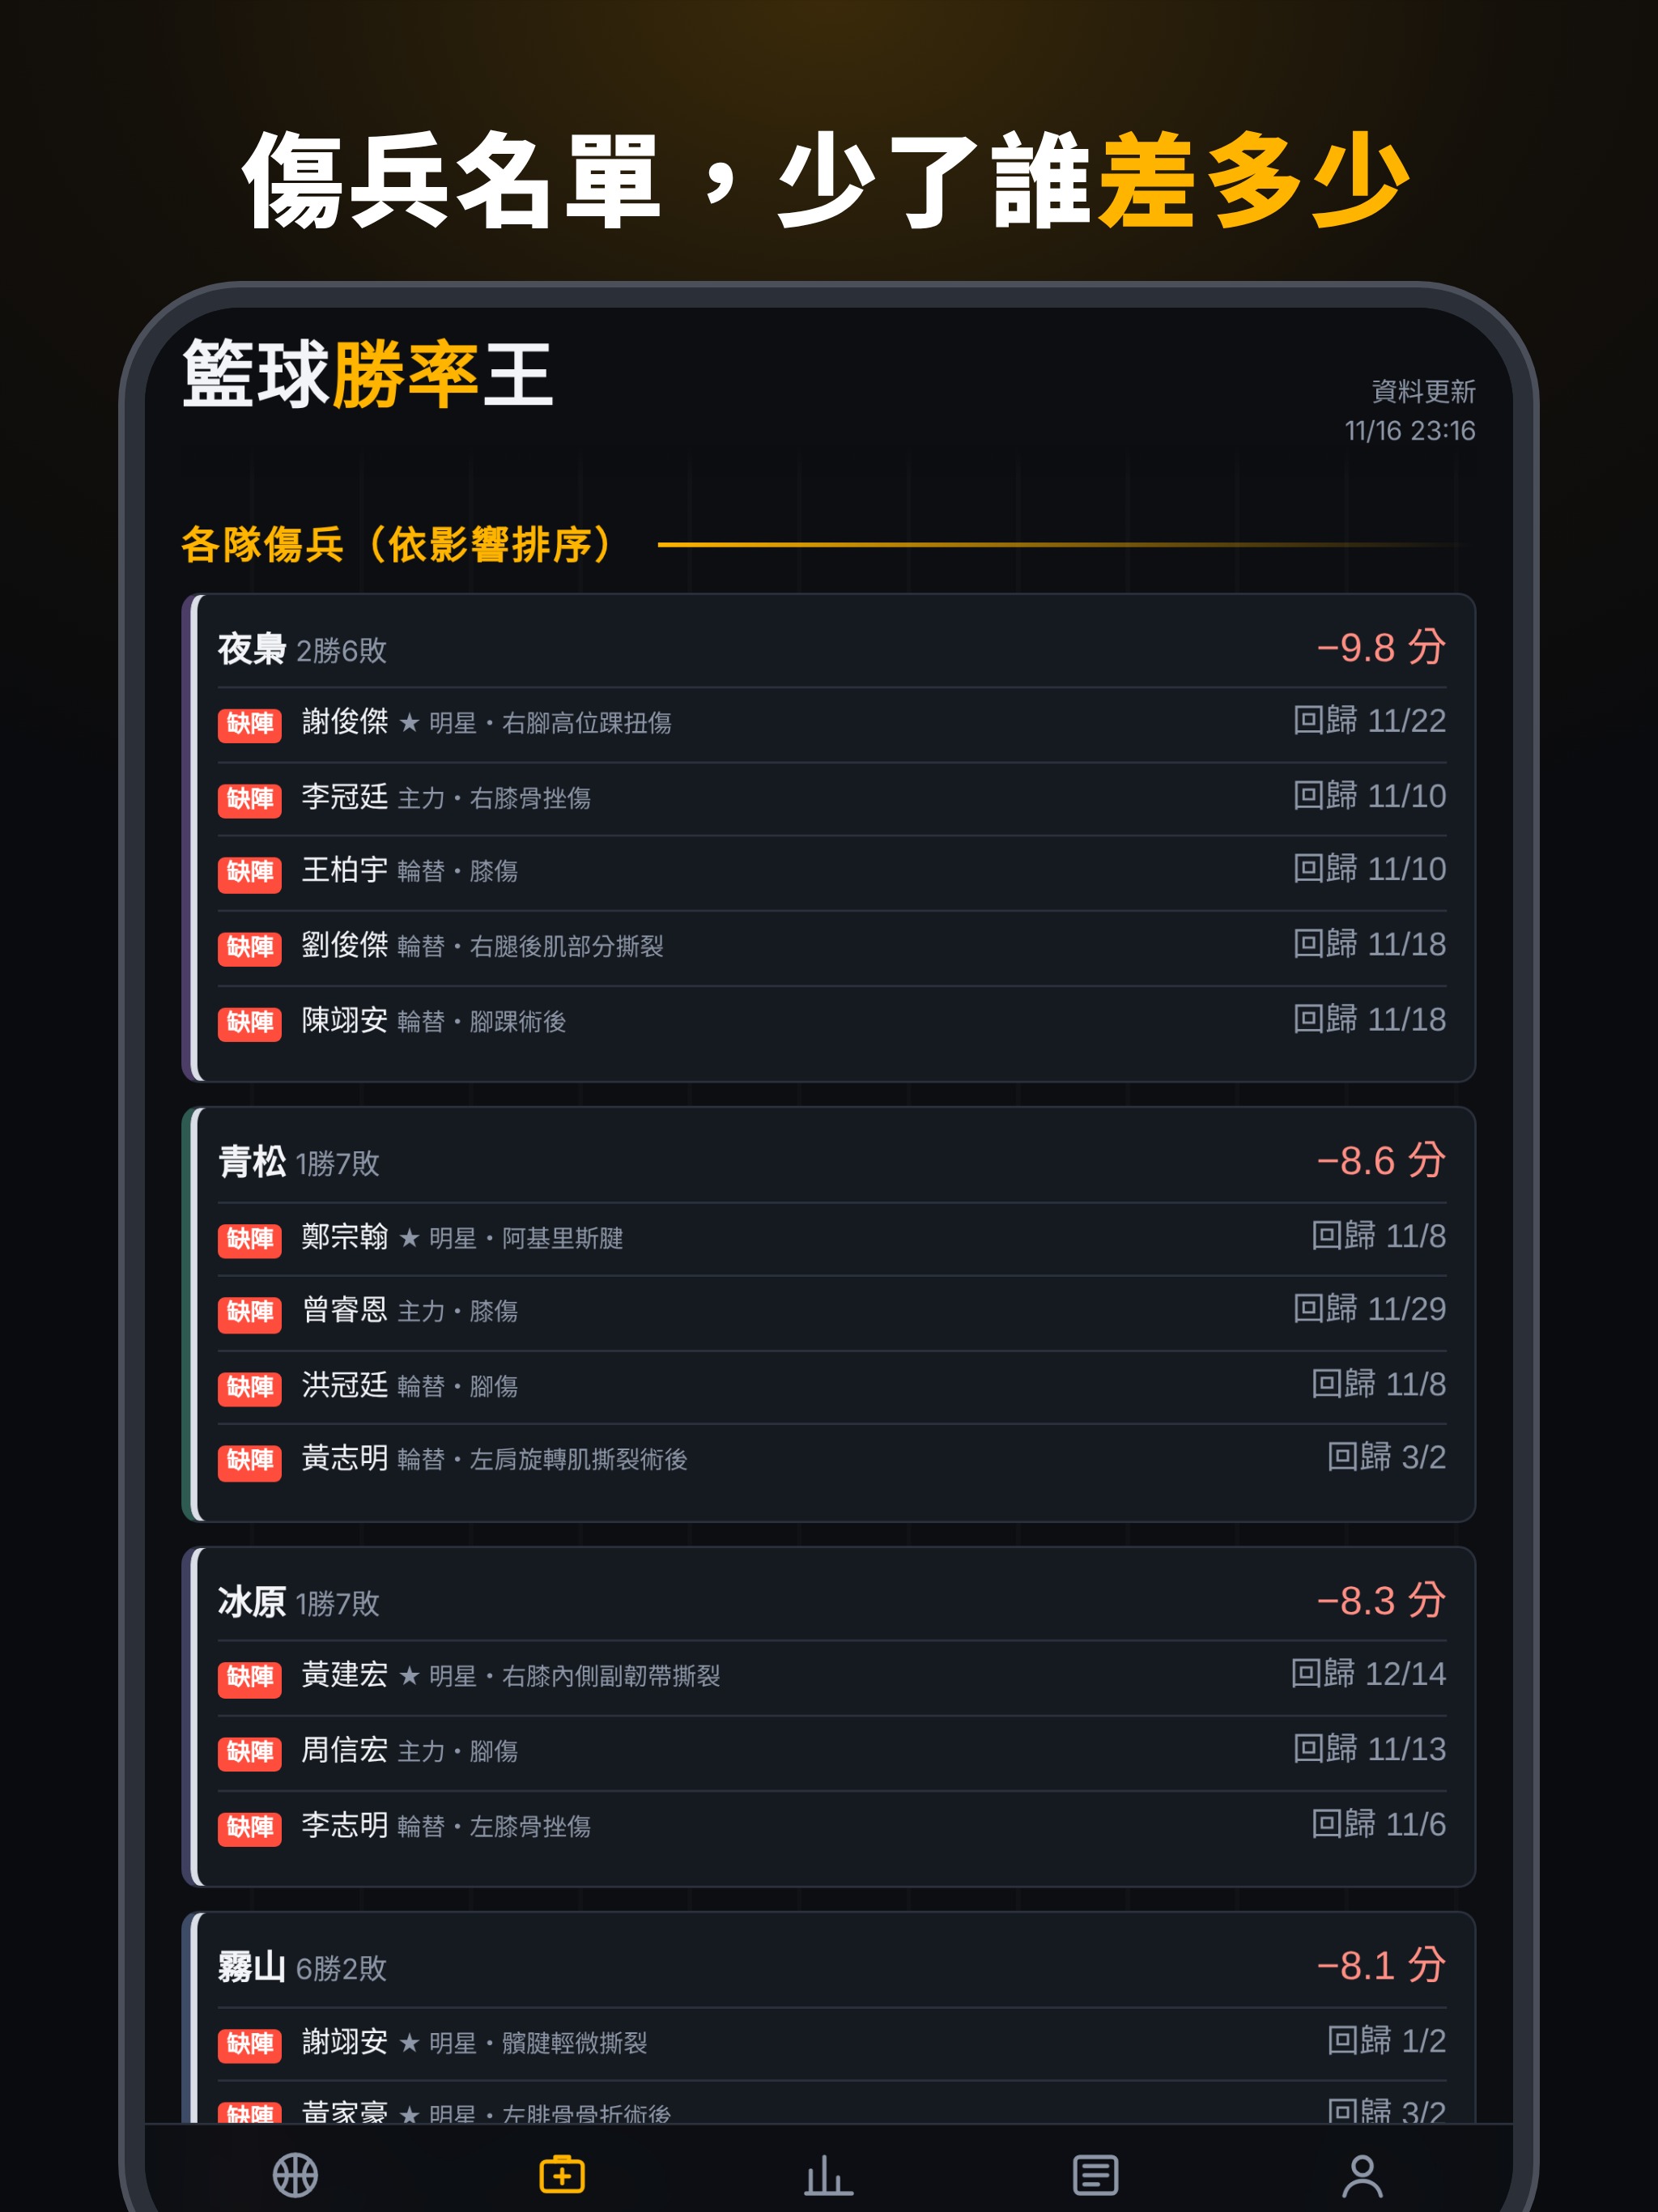 傷兵名單，少了誰差多少
籃球勝率王
資料更新
11/16 23:16
各隊傷兵（依影響排序）
夜梟 2勝6敗 −9.8 分
缺陣 謝俊傑 ★ 明星・右腳高位踝扭傷 回歸 11/22
缺陣 李冠廷 主力・右膝骨挫傷 回歸 11/10
缺陣 王柏宇 輪替・膝傷 回歸 11/10
缺陣 劉俊傑 輪替・右腿後肌部分撕裂 回歸 11/18
缺陣 陳翊安 輪替・腳踝術後 回歸 11/18
青松 1勝7敗 −8.6 分
缺陣 鄭宗翰 ★ 明星・阿基里斯腱 回歸 11/8
缺陣 曾睿恩 主力・膝傷 回歸 11/29
缺陣 洪冠廷 輪替・腳傷 回歸 11/8
缺陣 黃志明 輪替・左肩旋轉肌撕裂術後 回歸 3/2
冰原 1勝7敗 −8.3 分
缺陣 黃建宏 ★ 明星・右膝內側副韌帶撕裂 回歸 12/14
缺陣 周信宏 主力・腳傷 回歸 11/13
缺陣 李志明 輪替・左膝骨挫傷 回歸 11/6
霧山 6勝2敗 −8.1 分
缺陣 謝翊安 ★ 明星・髕腱輕微撕裂 回歸 1/2
缺陣 黃家豪 ★ 明星・左腓骨骨折術後 回歸 3/2